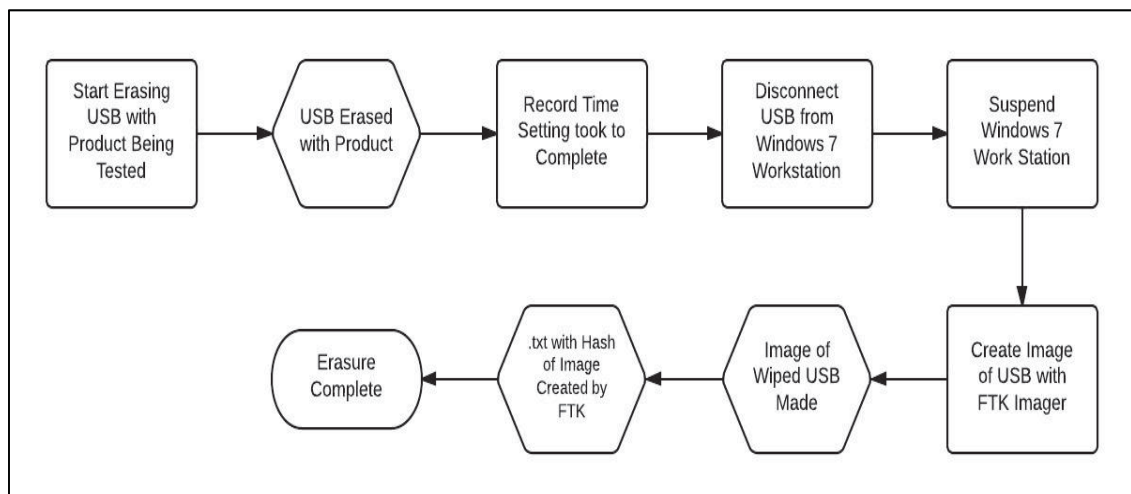 Start Erasing
USB with
Product Being
Tested
USB Erased
with Product
Record Time
Setting took to
Complete
Disconnect
USB from
Windows 7
Workstation
Suspend
Windows 7
Work Station
Create Image
of USB with
FTK Imager
Image of
Wiped USB
Made
.txt with Hash
of Image
Created by
FTK
Erasure
Complete